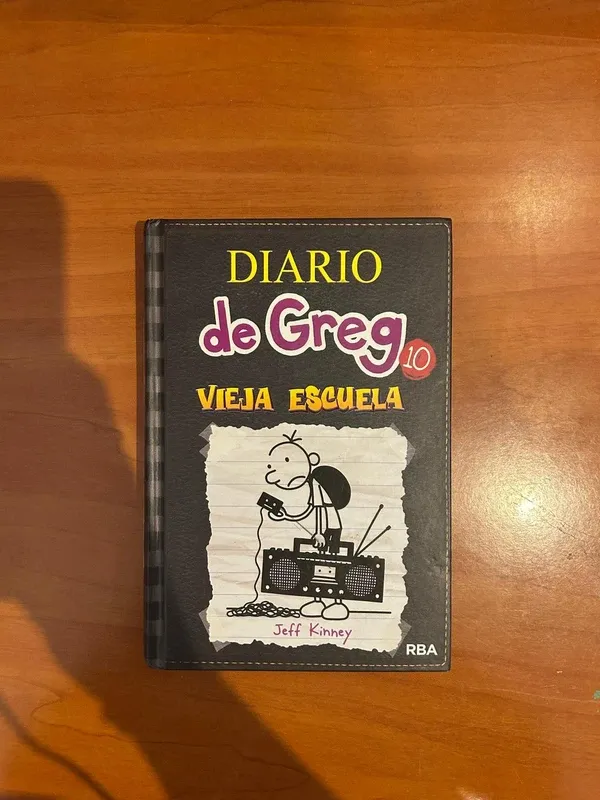 DIARIO
de Greg 10
VIEJA ESCUELA
Jeff Kinney
RBA